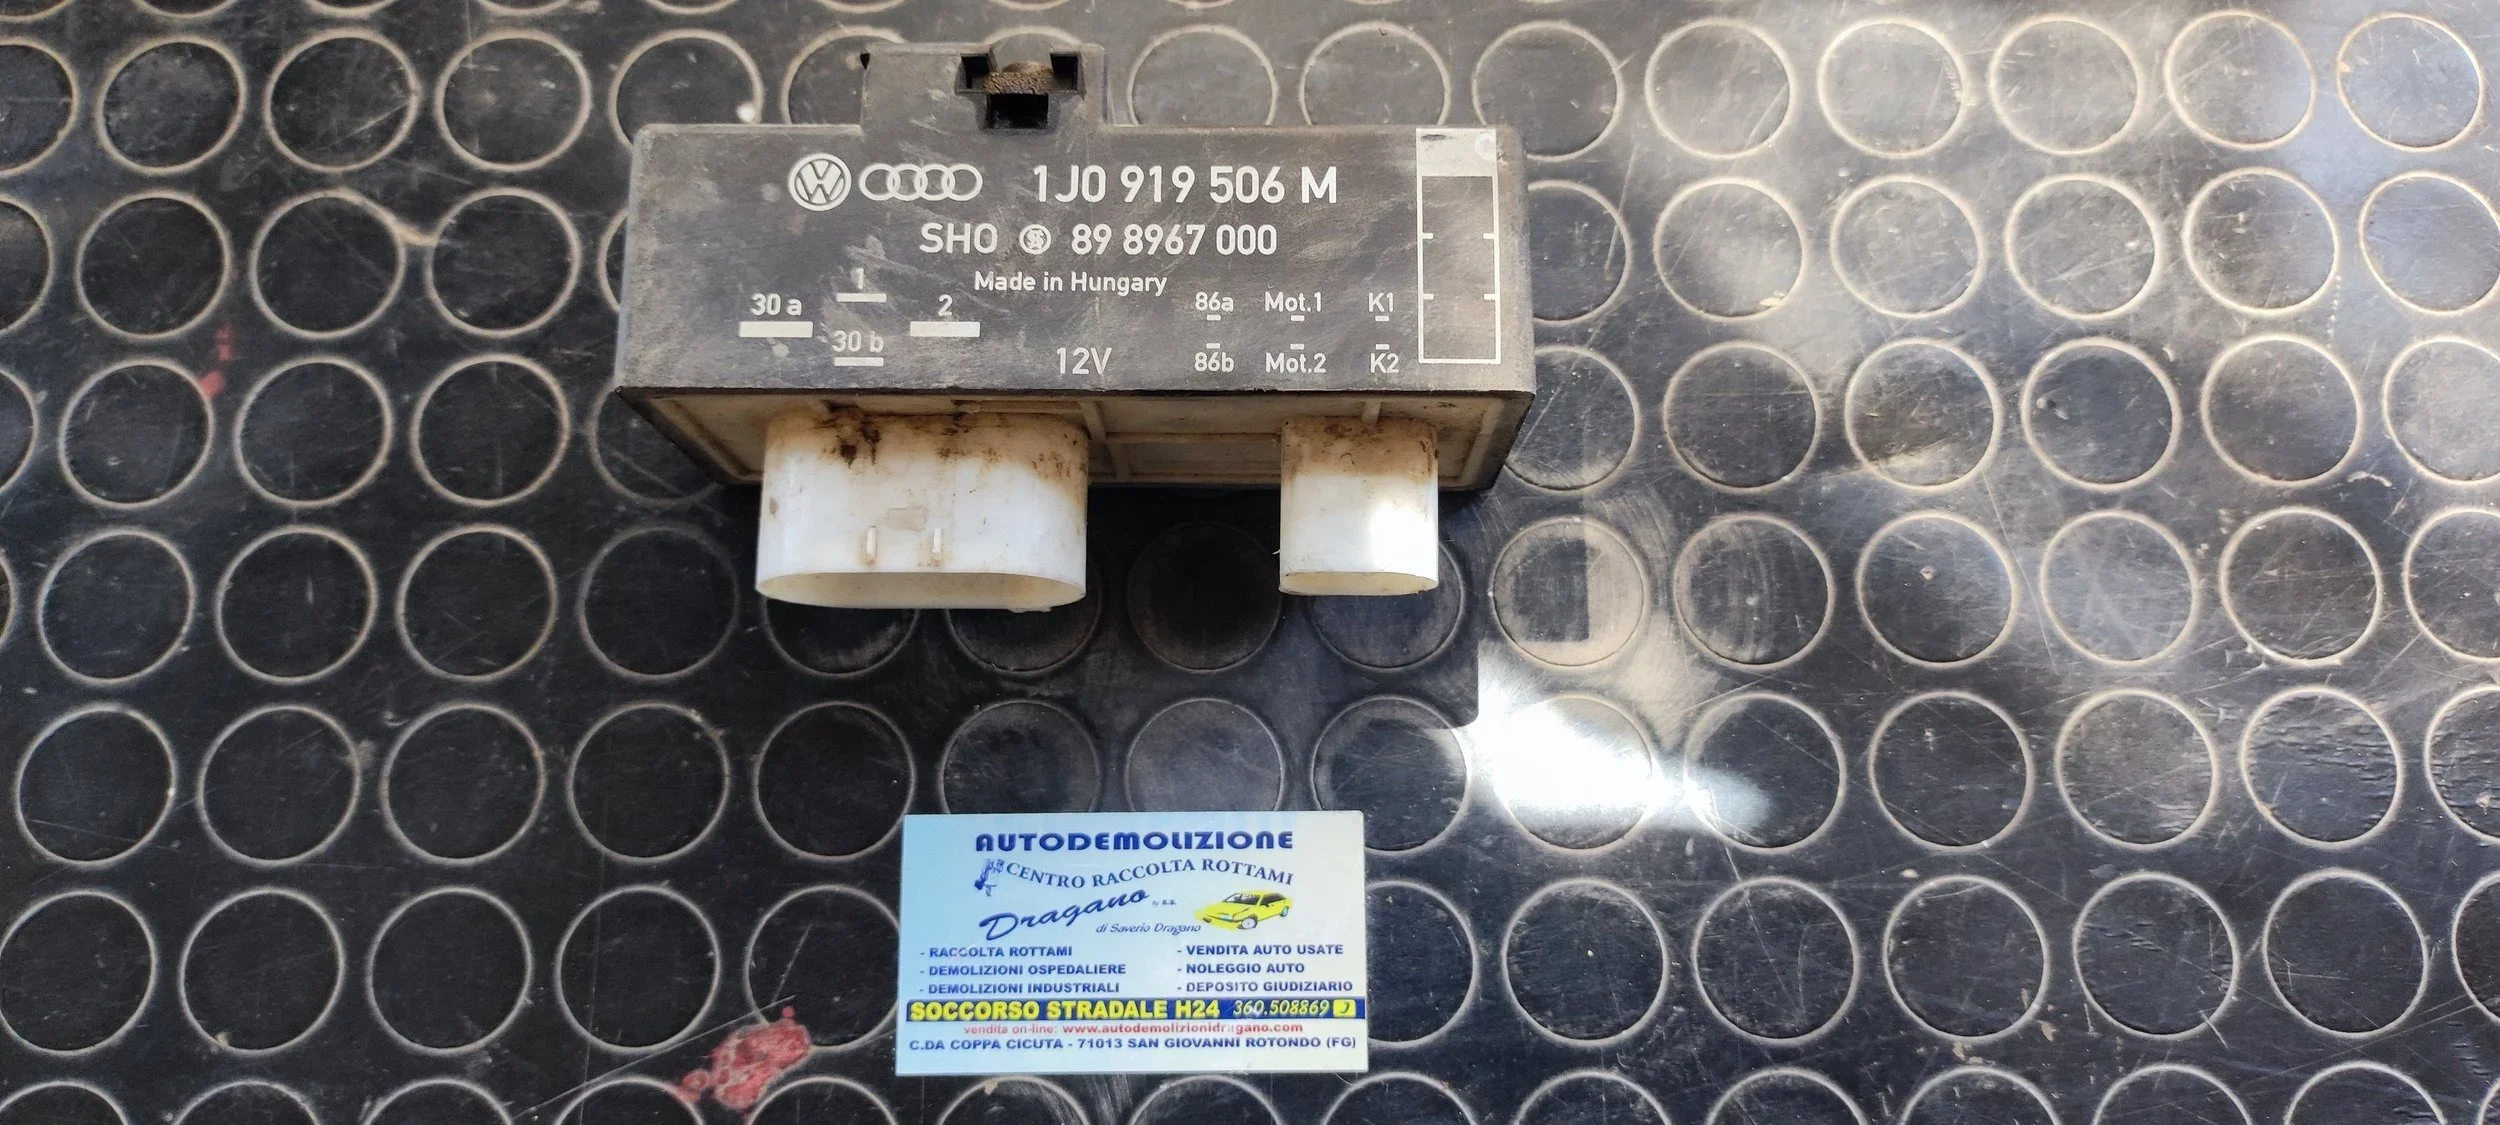 1J0 919 506 M
SHO 89 8967 000
Made in Hungary
1
30 a
2
30 b
12V
86a Mot.1 K1
86b Mot.2 K2
AUTODEMOLIZIONE
CENTRO RACCOLTA ROTTAMI
Dragano
di Saverio Dragano
- RACCOLTA ROTTAMI
- DEMOLIZIONI OSPEDALIERE
- DEMOLIZIONI INDUSTRIALI
- VENDITA AUTO USATE
- NOLEGGIO AUTO
- DEPOSITO GIUDIZIARIO
SOCCORSO STRADALE H24 360.508869
vendita on-line: www.autodemolizionidragano.com
C.DA COPPA CICUTA - 71013 SAN GIOVANNI ROTONDO (FG)